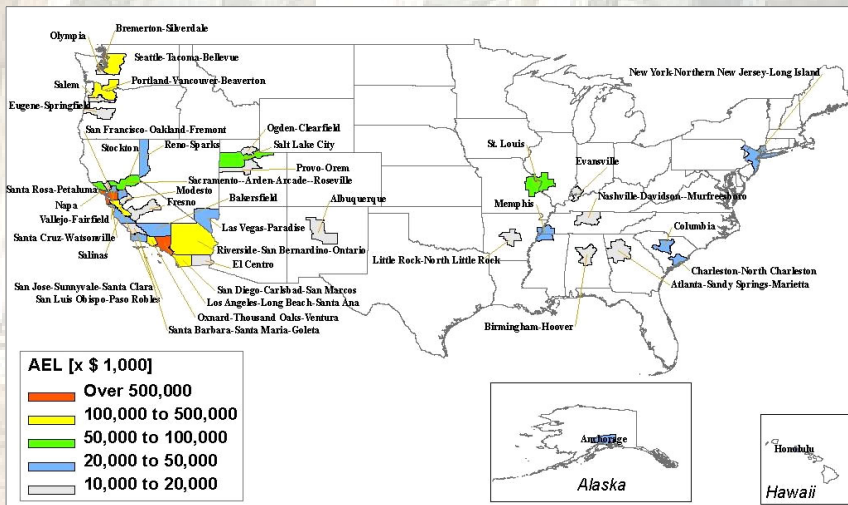 Bremerton-Silverdale
Olympia
Seattle-Tacoma-Bellevue
Portland-Vancouver-Beaverton
Salem
Eugene-Springfield
New York-Northern New Jersey-Long Island
San Francisco-Oakland-Fremont
Ogden-Clearfield
Stockton
Reno-Sparks
Salt Lake City
St. Louis
Evansville
Provo-Orem
Sacramento--Arden-Arcade--Roseville
Santa Rosa-Petaluma
Modesto
Napa
Fresno
Bakersfield
Albuquerque
Memphis
Nashville-Davidson--Murfreesboro
Vallejo-Fairfield
Las Vegas-Paradise
Columbia
Santa Cruz-Watsonville
Riverside-San Bernardino-Ontario
Salinas
El Centro
Little Rock-North Little Rock
Charleston-North Charleston
San Jose-Sunnyvale-Santa Clara
San Diego-Carlsbad-San Marcos
Atlanta-Sandy Springs-Marietta
San Luis Obispo-Paso Robles
Los Angeles-Long Beach-Santa Ana
Oxnard-Thousand Oaks-Ventura
Birmingham-Hoover
Santa Barbara-Santa Maria-Goleta
AEL [x $ 1,000]
Over 500,000
100,000 to 500,000
50,000 to 100,000
20,000 to 50,000
10,000 to 20,000
Anchorage
Alaska
Honolulu
Hawaii